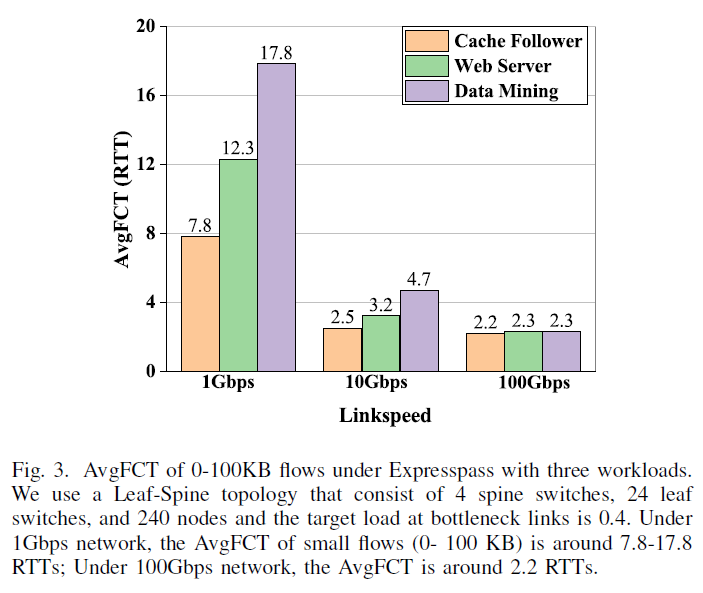 20
16
12
8
4
0
AvgFCT (RTT)
Cache Follower
Web Server
Data Mining
7.8
12.3
17.8
2.5
3.2
4.7
2.2
2.3
2.3
1Gbps
10Gbps
100Gbps
Linkspeed
Fig. 3. AvgFCT of 0-100KB flows under Expresspass with three workloads.
We use a Leaf-Spine topology that consist of 4 spine switches, 24 leaf
switches, and 240 nodes and the target load at bottleneck links is 0.4. Under
1Gbps network, the AvgFCT of small flows (0- 100 KB) is around 7.8-17.8
RTTs; Under 100Gbps network, the AvgFCT is around 2.2 RTTs.